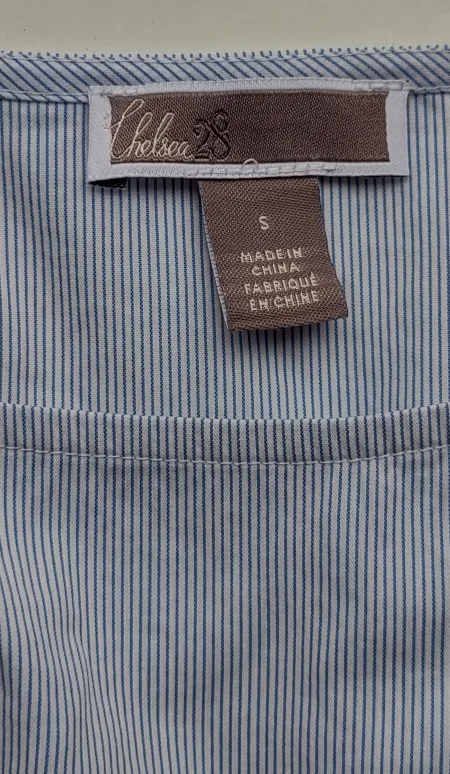 Chelsea28
S
MADE IN
CHINA
FABRIQUÉ
EN CHINE